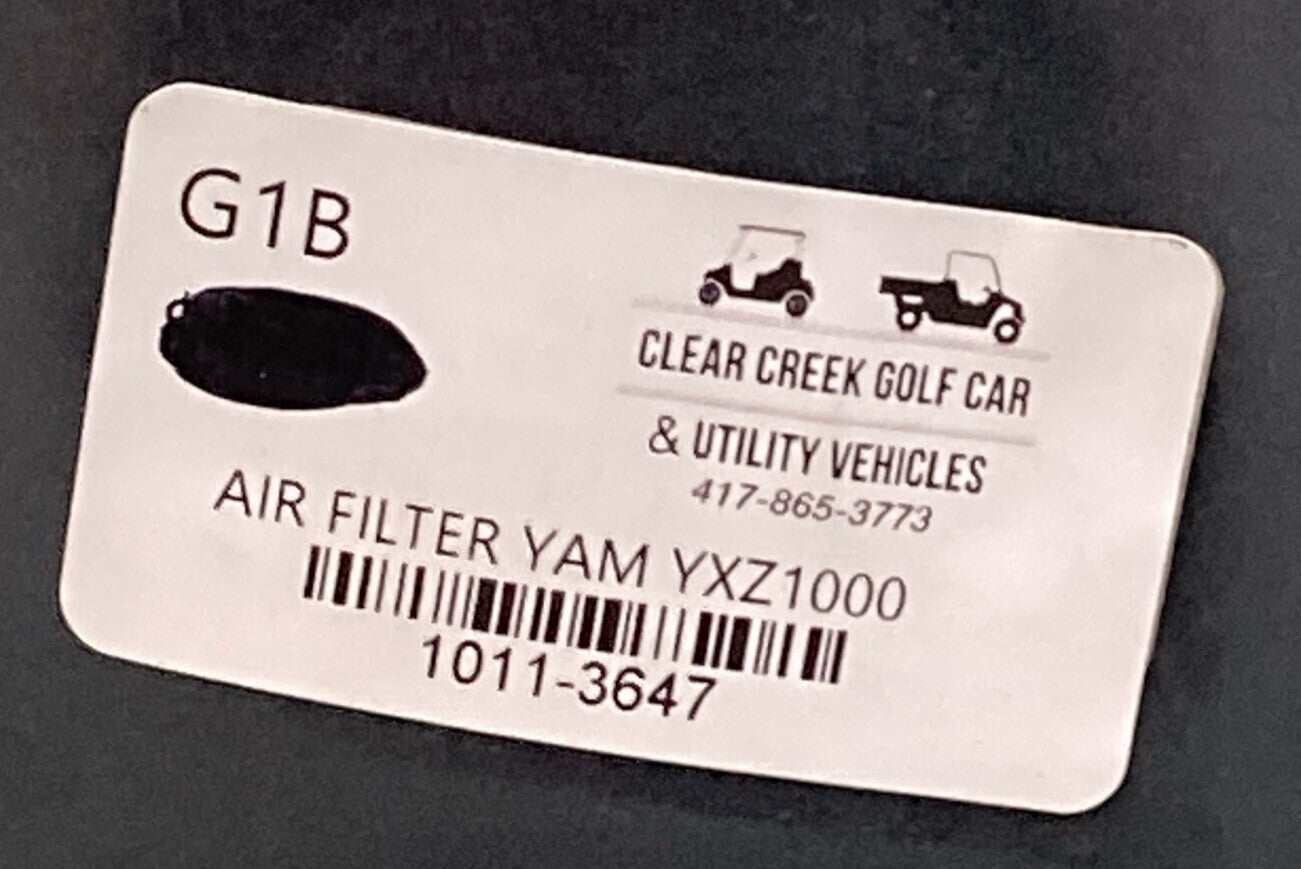 G1B
CLEAR CREEK GOLF CAR
& UTILITY VEHICLES
417-865-3773
AIR FILTER YAM YXZ1000
1011-3647